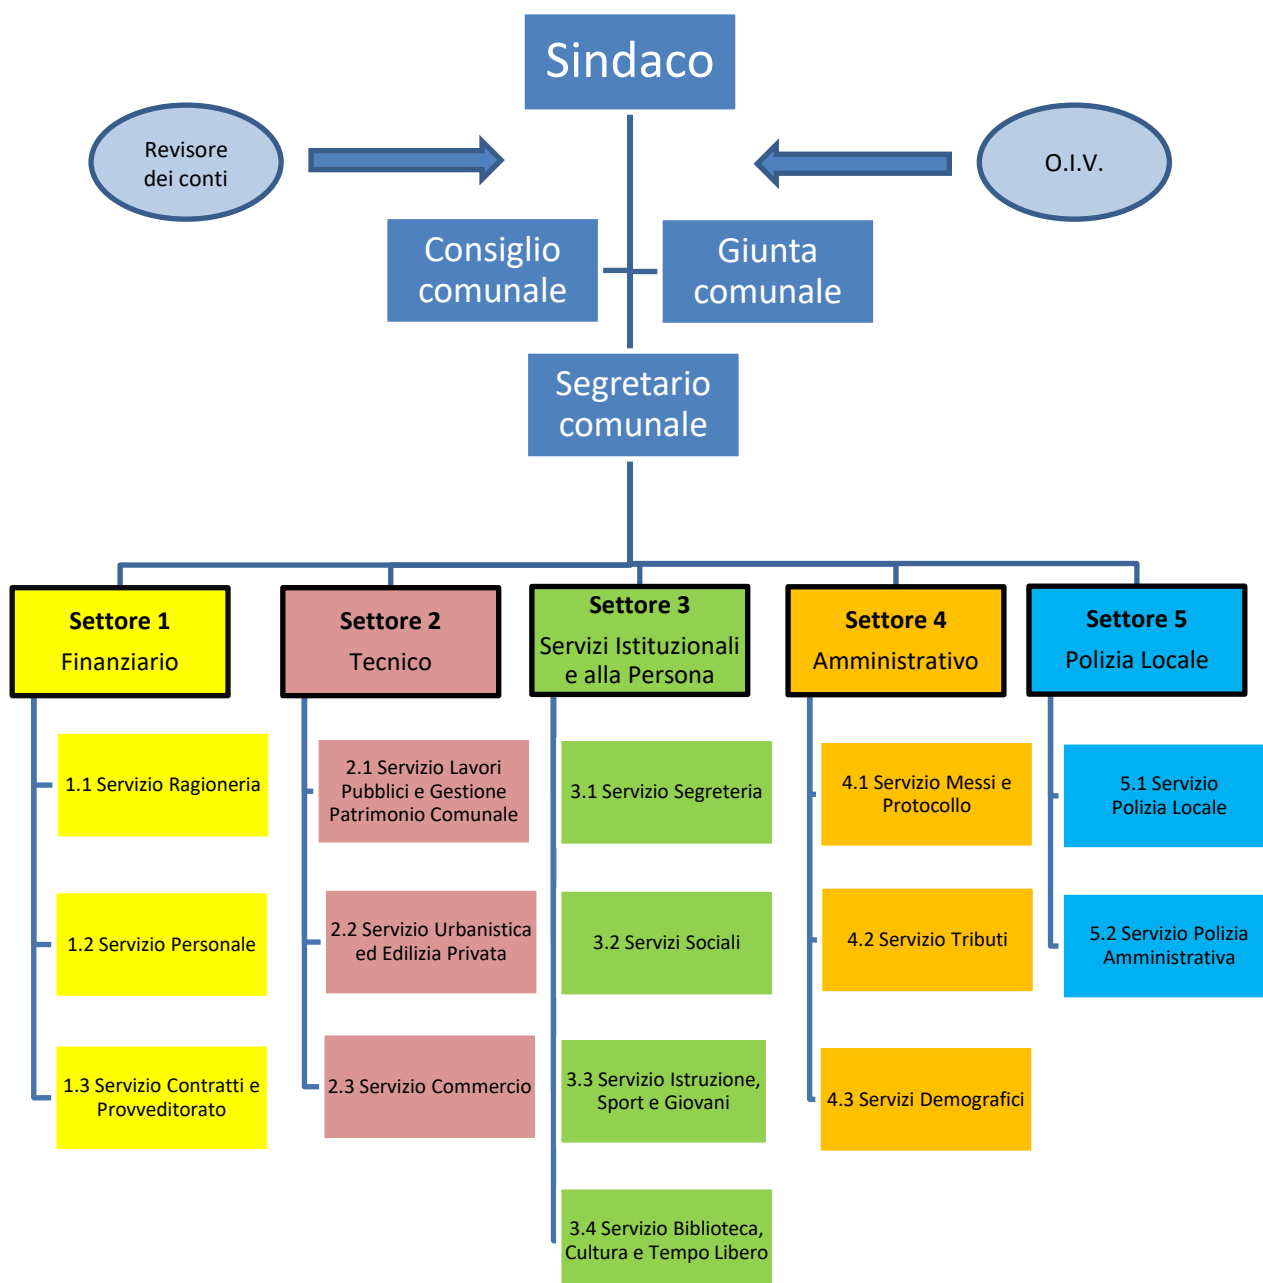 Sindaco
Revisore
dei conti
O.I.V.
Consiglio
comunale
Giunta
comunale
Segretario
comunale
Settore 1
Finanziario
Settore 2
Tecnico
Settore 3
Servizi Istituzionali
e alla Persona
Settore 4
Amministrativo
Settore 5
Polizia Locale
1.1 Servizio Ragioneria
2.1 Servizio Lavori
Pubblici e Gestione
Patrimonio Comunale
3.1 Servizio Segreteria
4.1 Servizio Messi e
Protocollo
5.1 Servizio
Polizia Locale
1.2 Servizio Personale
2.2 Servizio Urbanistica
ed Edilizia Privata
3.2 Servizi Sociali
4.2 Servizio Tributi
5.2 Servizio Polizia
Amministrativa
1.3 Servizio Contratti e
Provveditorato
2.3 Servizio Commercio
3.3 Servizio Istruzione,
Sport e Giovani
4.3 Servizi Demografici
3.4 Servizio Biblioteca,
Cultura e Tempo Libero